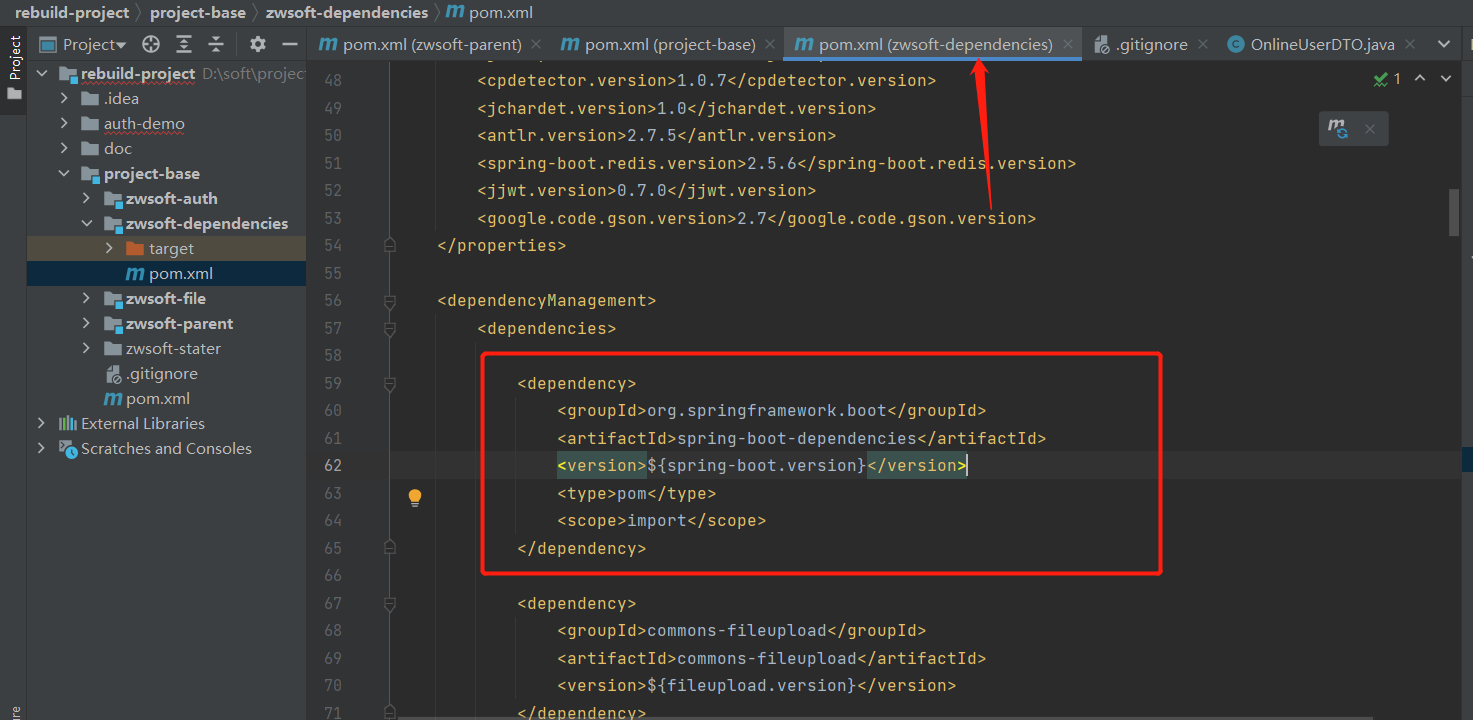 rebuild-project 〉 project-base 〉 zwsoft-dependencies 〉 m pom.xml
Project
Project
m pom.xml (zwsoft-parent)
m pom.xml (project-base)
m pom.xml (zwsoft-dependencies)
.gitignore
C OnlineUserDTO.java
rebuild-project D:\soft\project
.idea
auth-demo
doc
project-base
zwsoft-auth
zwsoft-dependencies
target
m pom.xml
zwsoft-file
zwsoft-parent
zwsoft-stater
.gitignore
m pom.xml
External Libraries
Scratches and Consoles
1
m
48 <cpdetector.version>1.0.7</cpdetector.version>
49 <jchardet.version>1.0</jchardet.version>
50 <antlr.version>2.7.5</antlr.version>
51 <spring-boot.redis.version>2.5.6</spring-boot.redis.version>
52 <jjwt.version>0.7.0</jjwt.version>
53 <google.code.gson.version>2.7</google.code.gson.version>
54 </properties>
55
56 <dependencyManagement>
57 <dependencies>
58
59 <dependency>
60 <groupId>org.springframework.boot</groupId>
61 <artifactId>spring-boot-dependencies</artifactId>
62 <version>${spring-boot.version}</version>
63 <type>pom</type>
64 <scope>import</scope>
65 </dependency>
66
67 <dependency>
68 <groupId>commons-fileupload</groupId>
69 <artifactId>commons-fileupload</artifactId>
70 <version>${fileupload.version}</version>
71 </dependency>